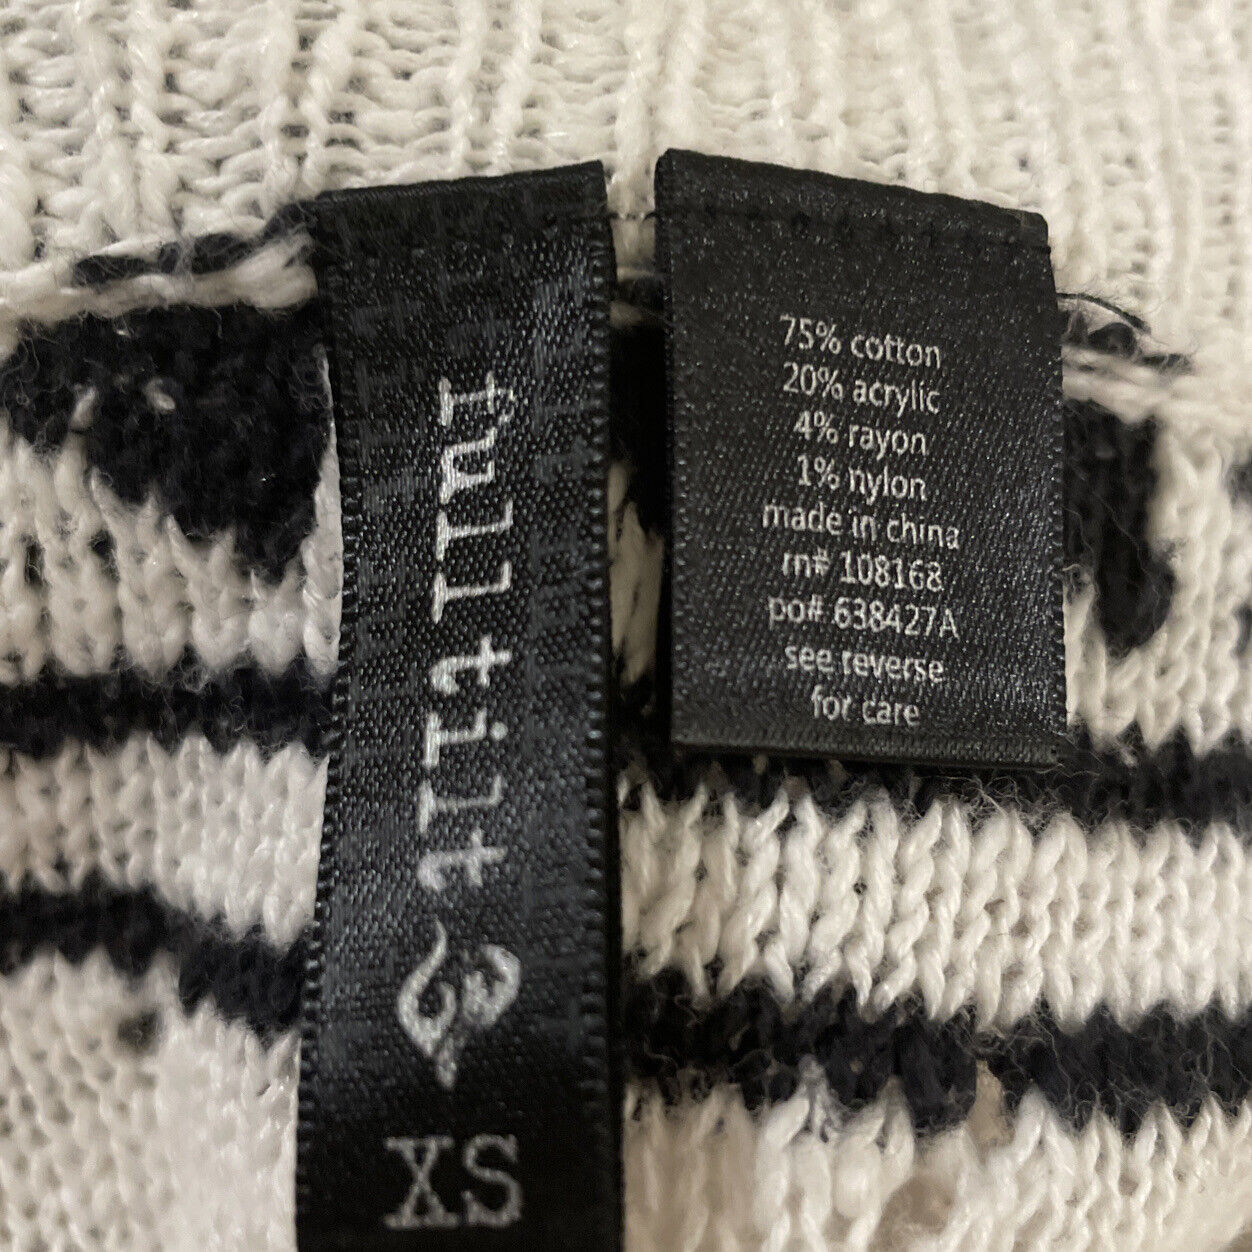 full tilt
XS
75% cotton
20% acrylic
4% rayon
1% nylon
made in china
rn# 108168
po# 638427A
see reverse
for care